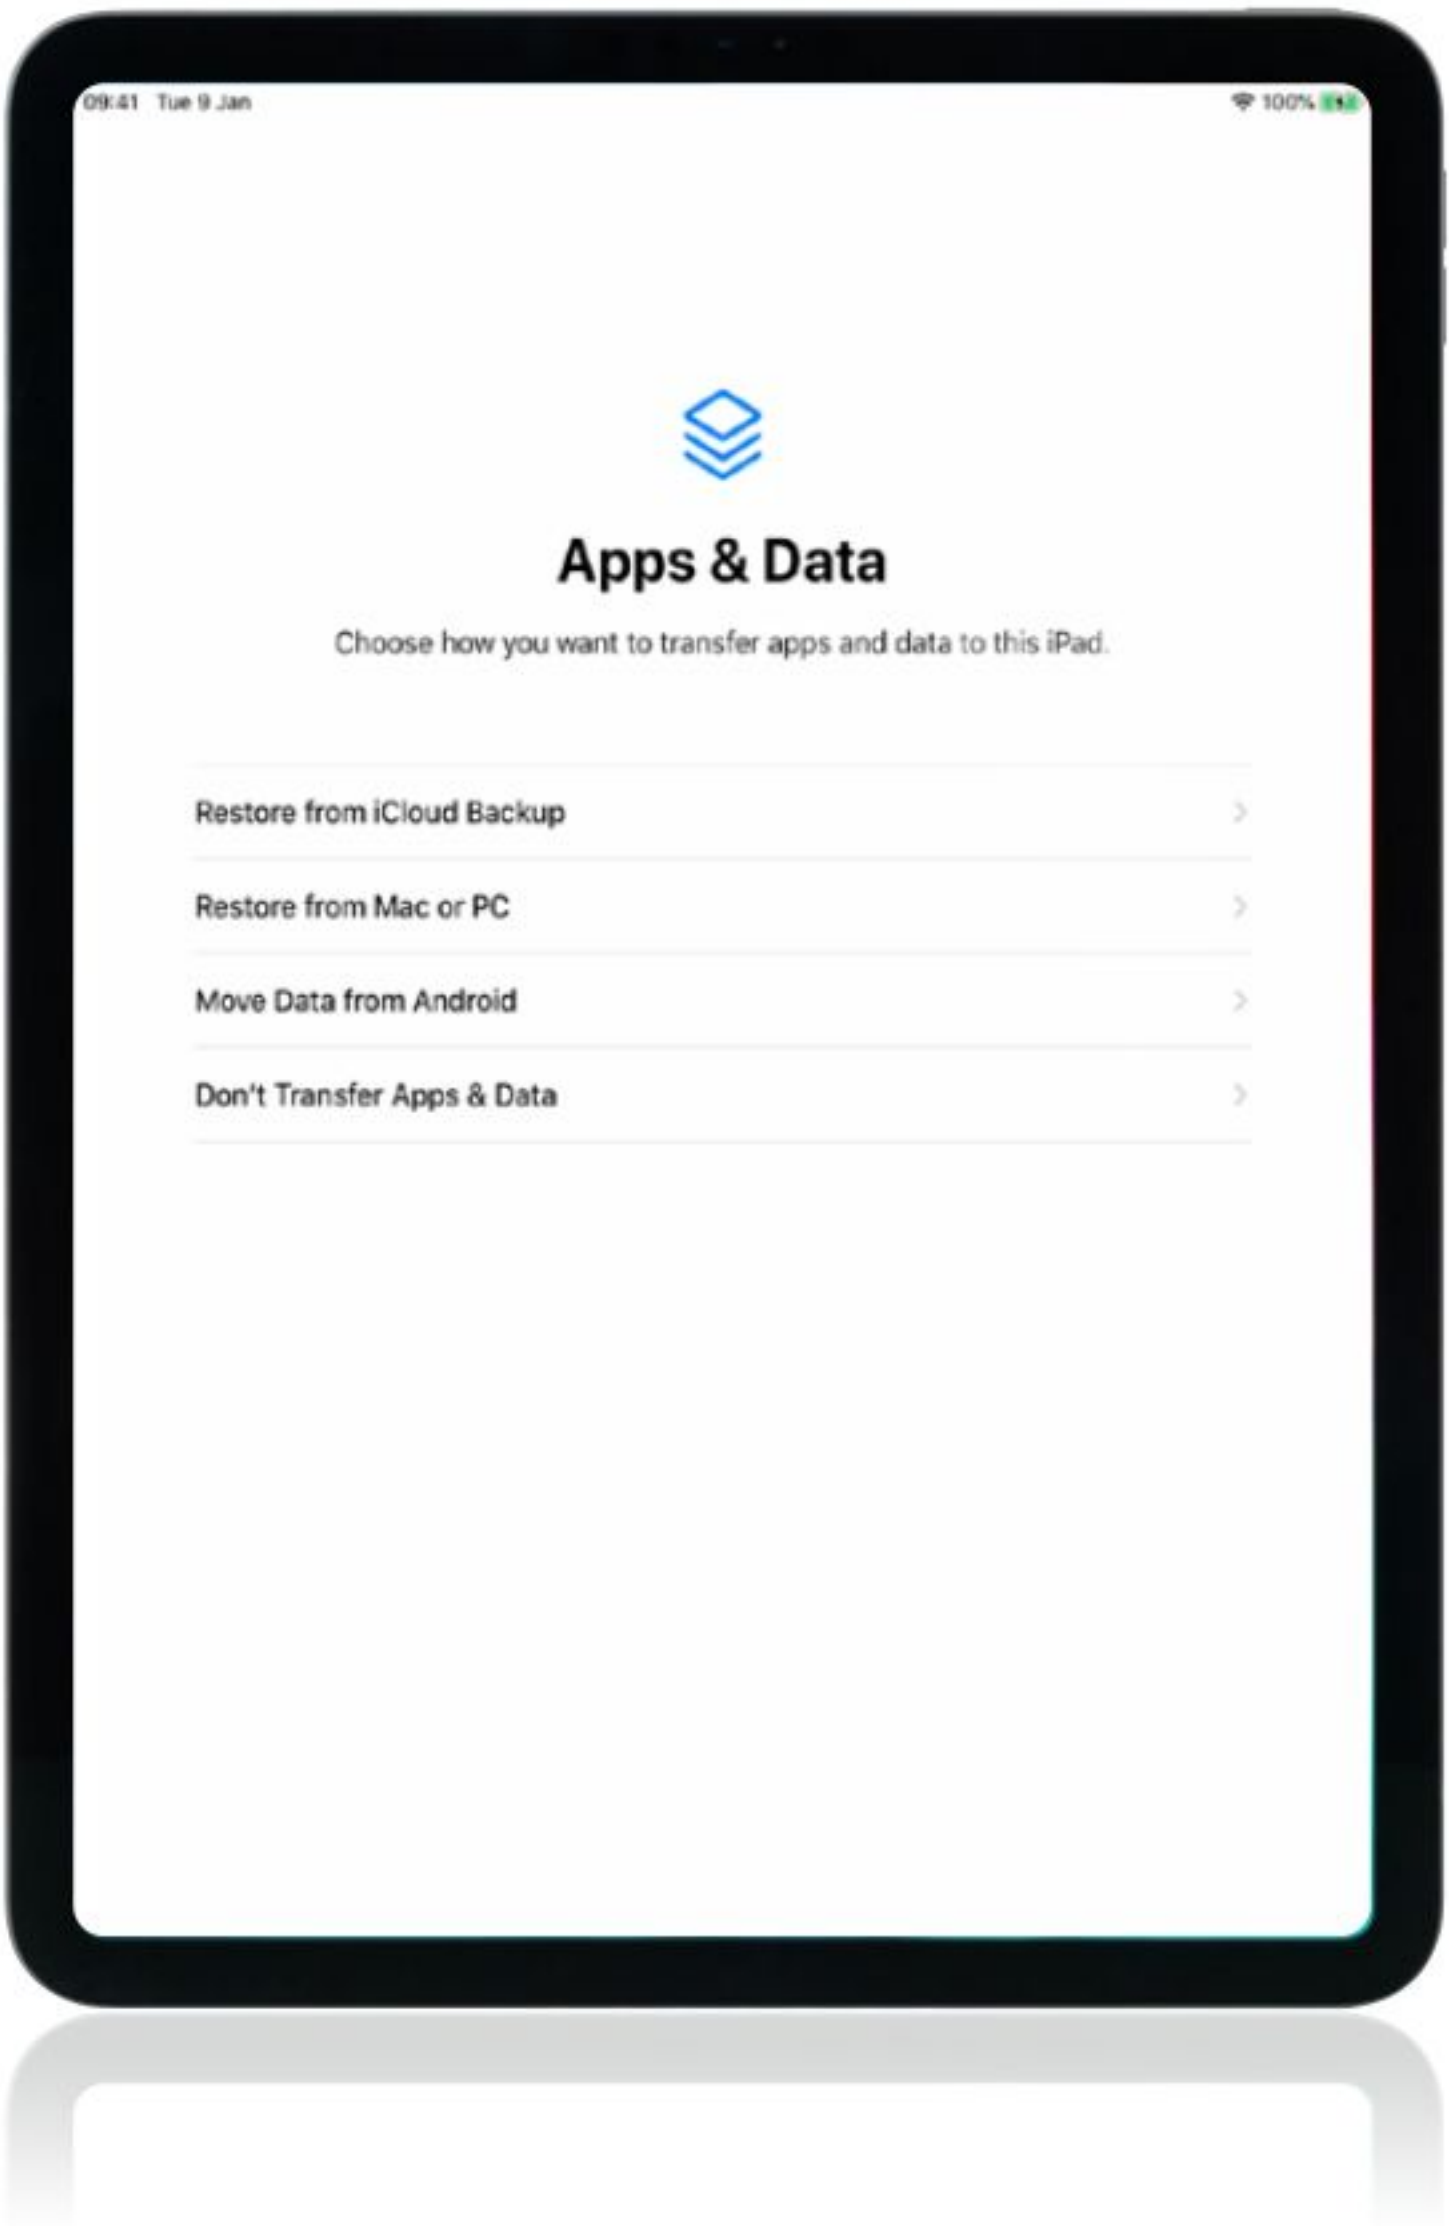 09:41 Tue 9 Jan
100%
Apps & Data
Choose how you want to transfer apps and data to this iPad.
Restore from iCloud Backup
Restore from Mac or PC
Move Data from Android
Don't Transfer Apps & Data